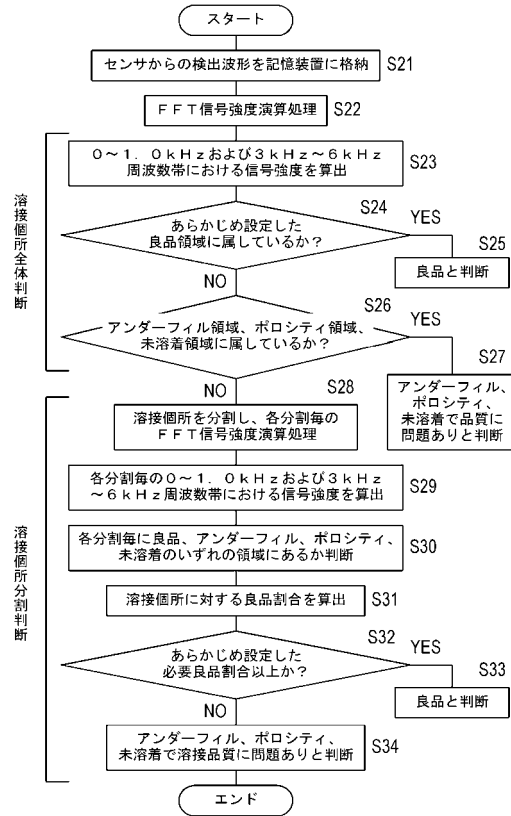 スタート
センサからの検出波形を記憶装置に格納
S21
FFT信号強度演算処理
S22
0～1.0kHzおよび3kHz～6kHz
周波数帯における信号強度を算出
S23
溶接個所全体判断
S24
あらかじめ設定した
良品領域に属しているか?
YES
S25
良品と判断
NO
S26
アンダーフィル領域、ポロシティ領域、
未溶着領域に属しているか?
YES
S27
アンダーフィル、
ポロシティ、
未溶着で品質に
問題ありと判断
NO
S28
溶接個所を分割し、各分割毎の
FFT信号強度演算処理
各分割毎の0～1.0kHzおよび3kHz
～6kHz周波数帯における信号強度を算出
S29
溶接個所分割判断
各分割毎に良品、アンダーフィル、ポロシティ、
未溶着のいずれの領域にあるか判断
S30
溶接個所に対する良品割合を算出
S31
S32
あらかじめ設定した
必要良品割合以上か?
YES
S33
良品と判断
NO
アンダーフィル、ポロシティ、
未溶着で溶接品質に問題ありと判断
S34
エンド